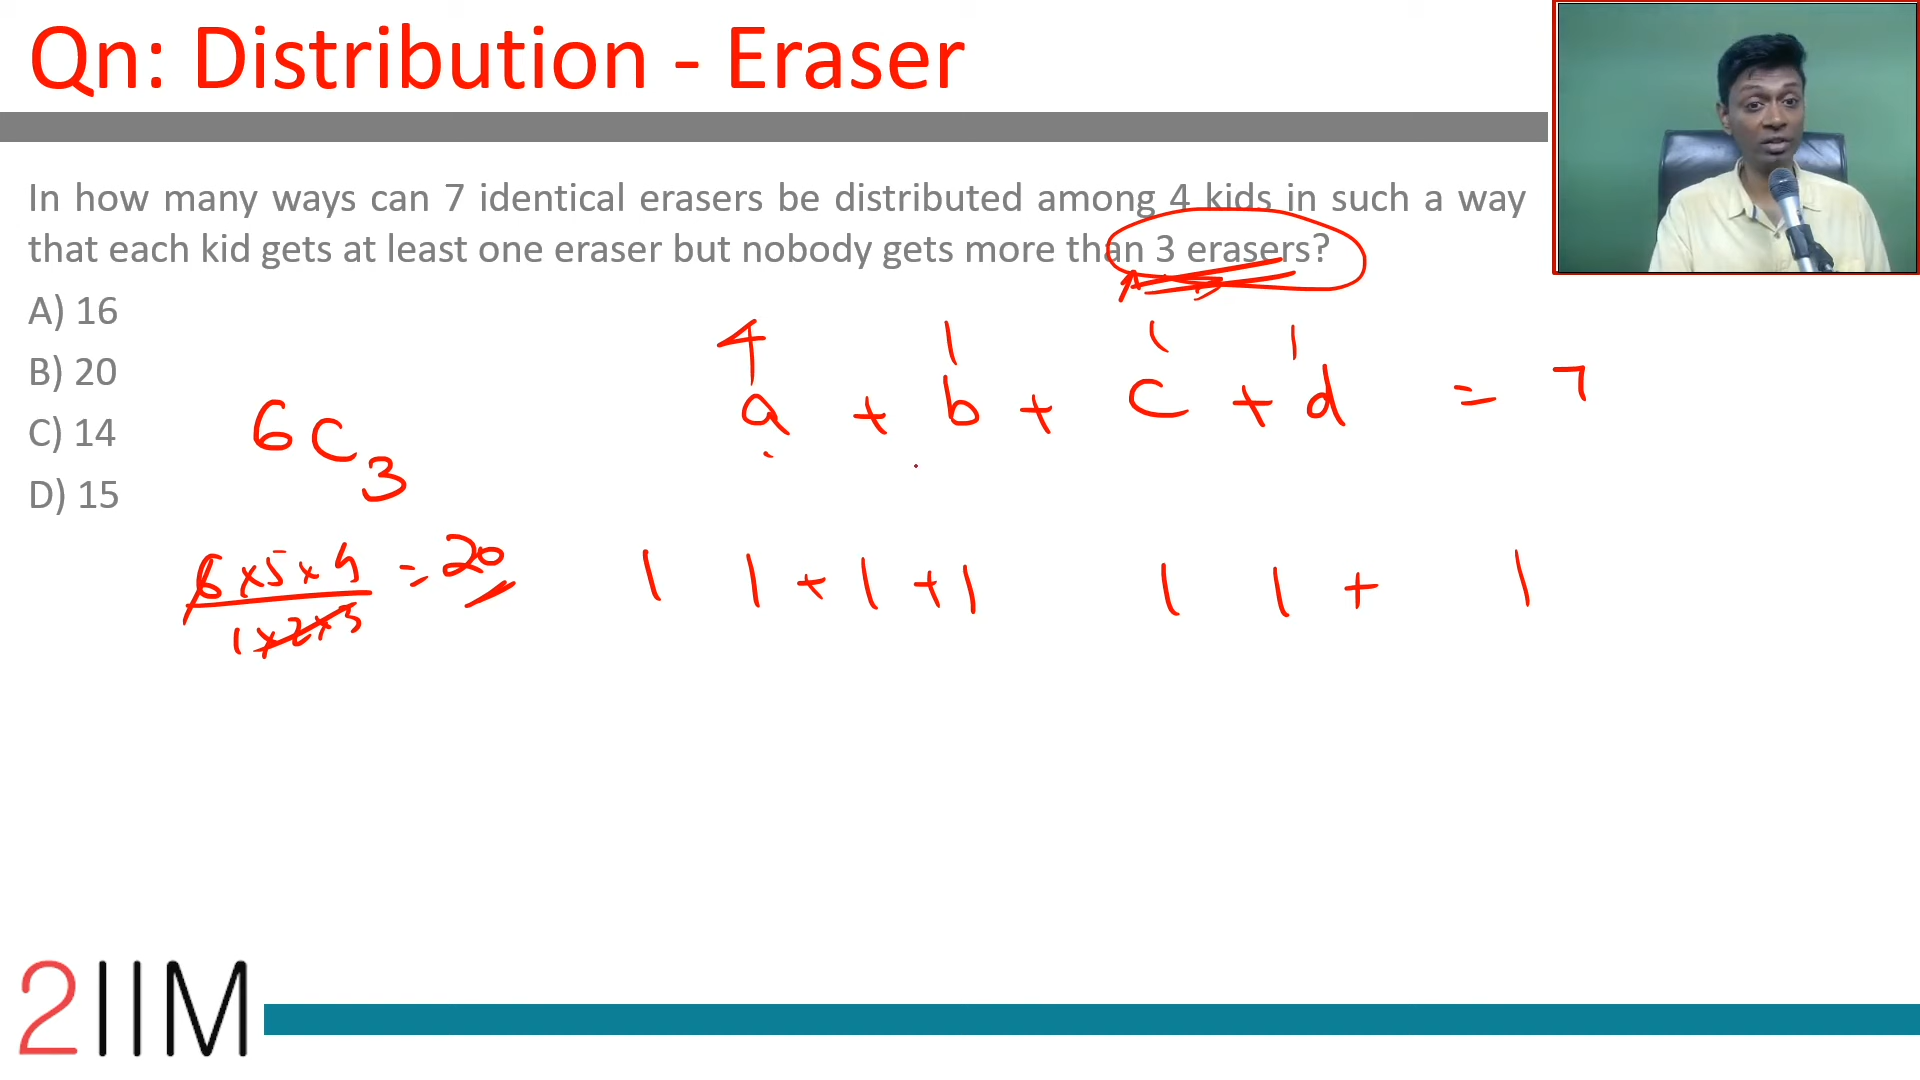 Qn: Distribution - Eraser
In how many ways can 7 identical erasers be distributed among 4 kids in such a way
that each kid gets at least one eraser but nobody gets more than 3 erasers?
A) 16
B) 20
C) 14
D) 15
4 1 1 1
a + b + c + d = 7
6C3
6 x 5 x 4 = 20
1 x 2 x 3
1 1 + 1 + 1 1 1 + 1
2IIM